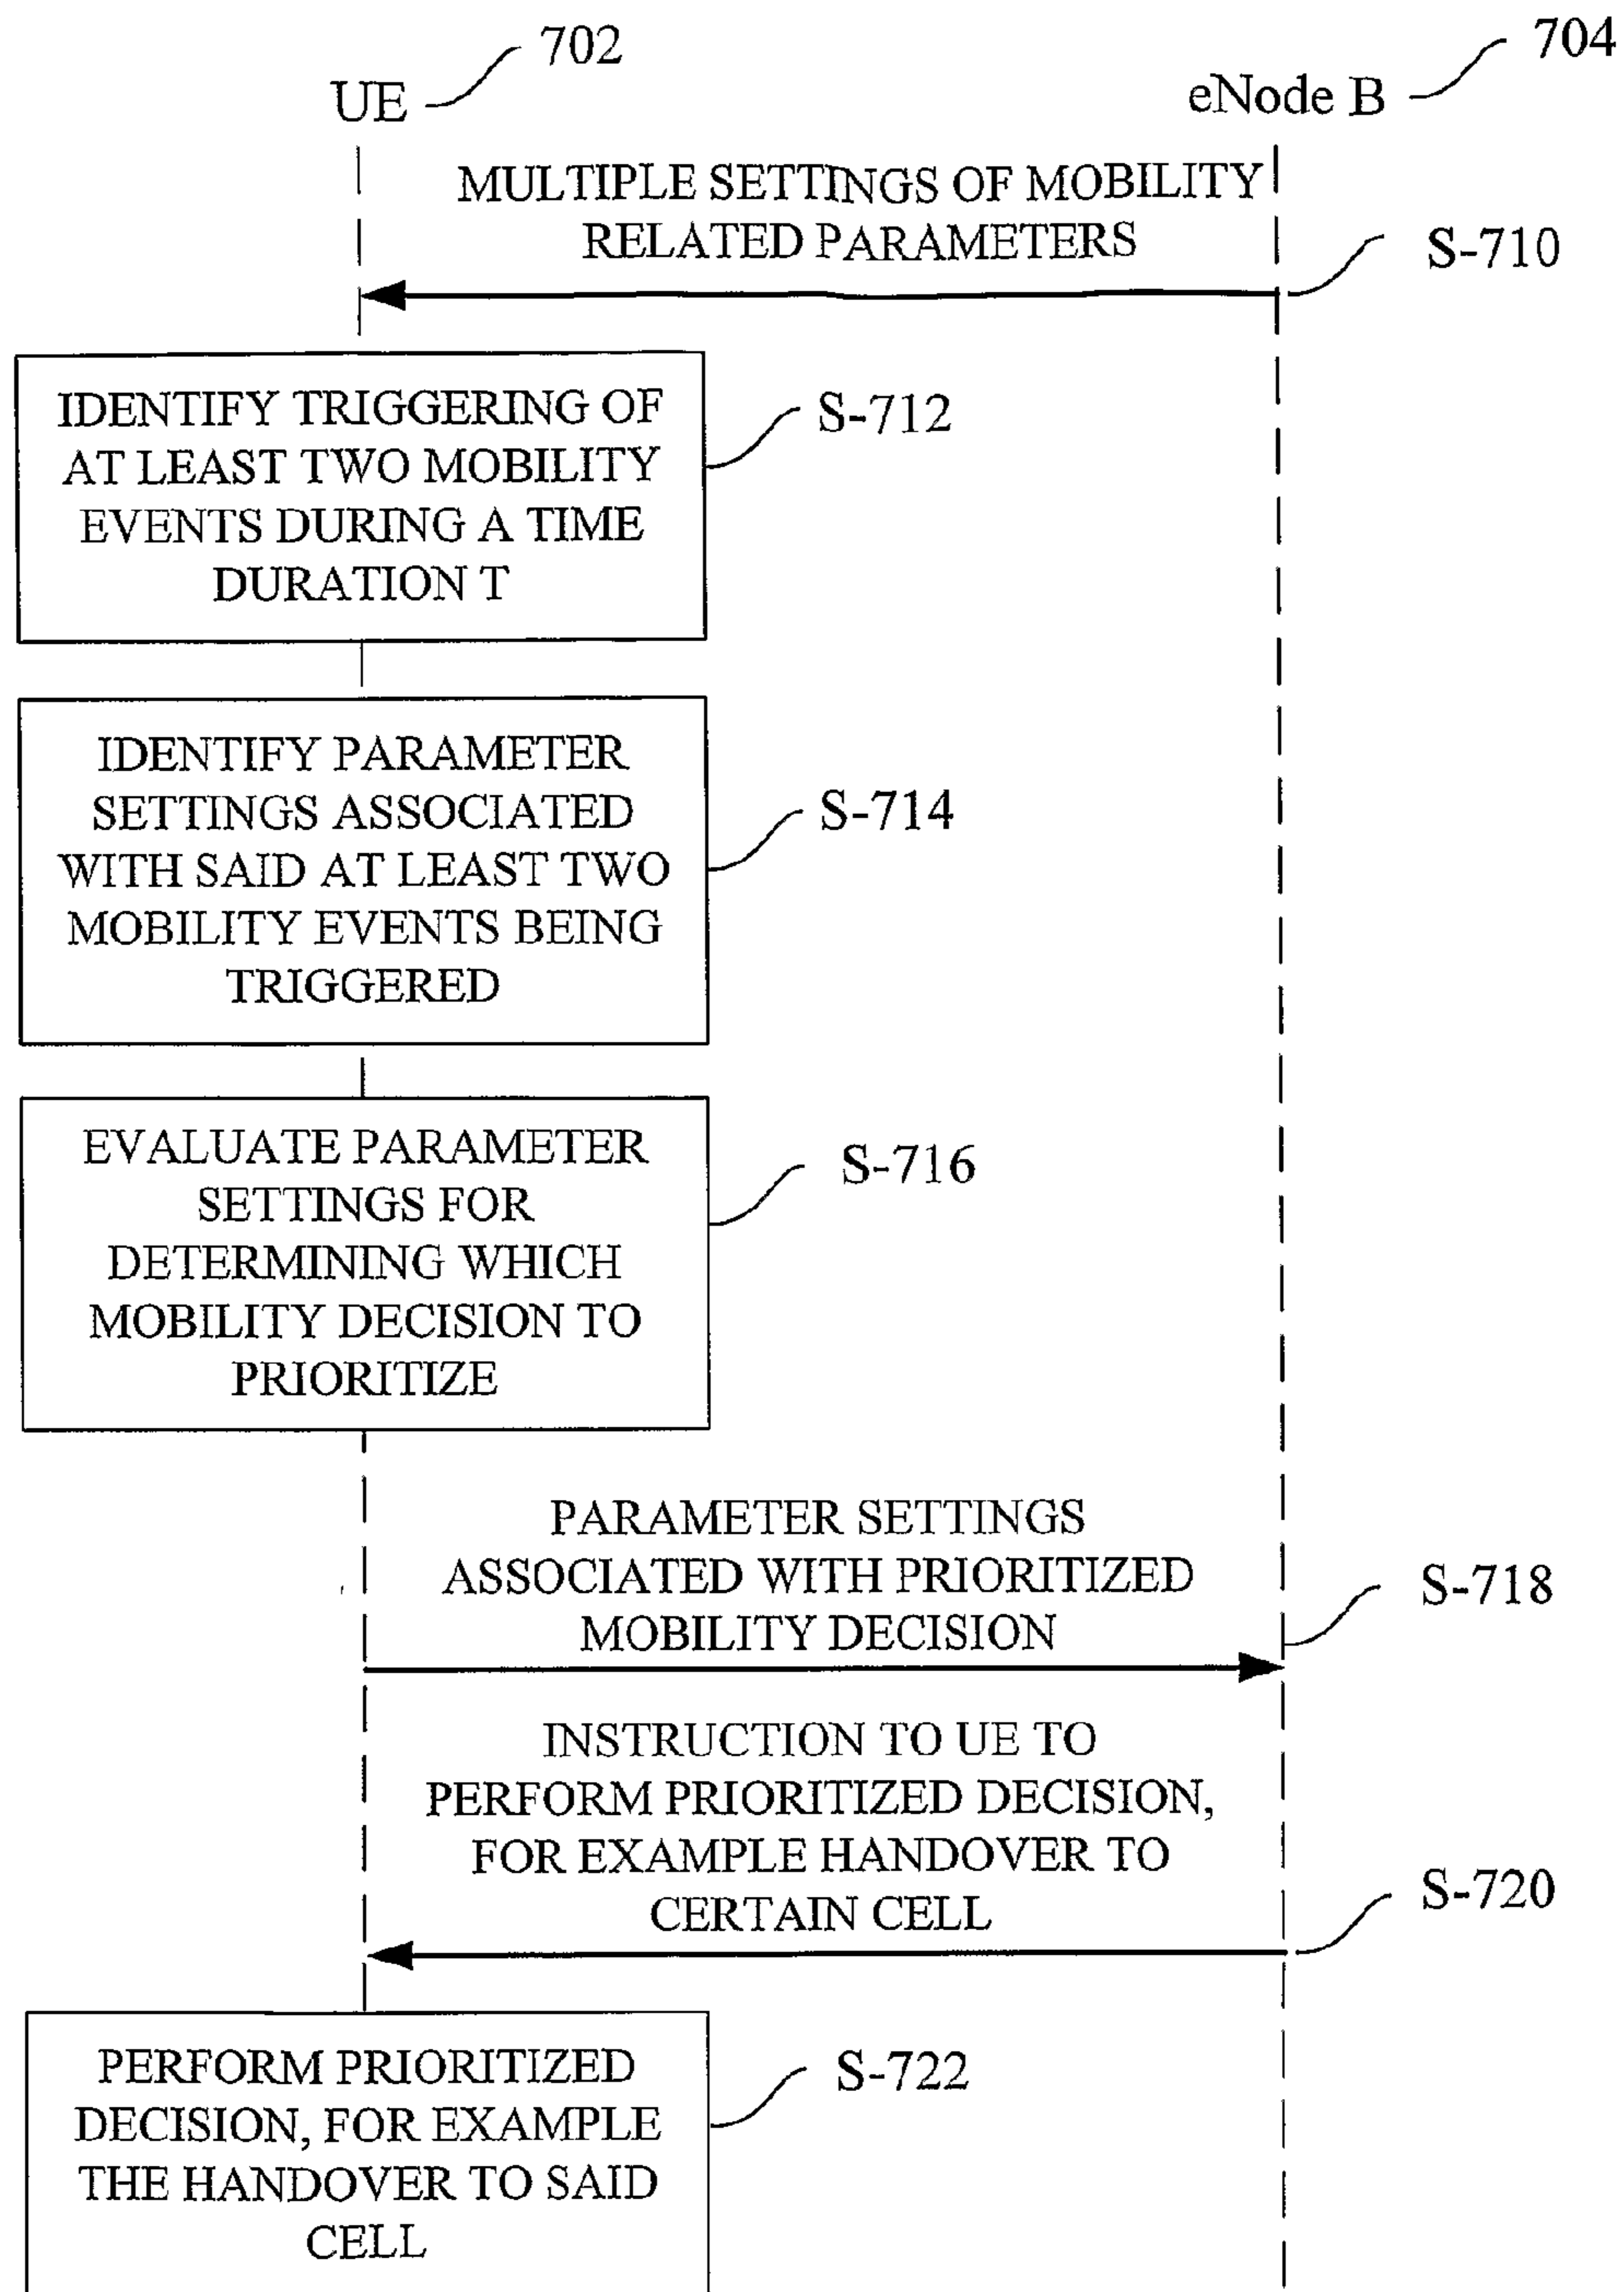 702
704
UE
eNode B
MULTIPLE SETTINGS OF MOBILITY
RELATED PARAMETERS
S-710
IDENTIFY TRIGGERING OF
AT LEAST TWO MOBILITY
EVENTS DURING A TIME
DURATION T
S-712
IDENTIFY PARAMETER
SETTINGS ASSOCIATED
WITH SAID AT LEAST TWO
MOBILITY EVENTS BEING
TRIGGERED
S-714
EVALUATE PARAMETER
SETTINGS FOR
DETERMINING WHICH
MOBILITY DECISION TO
PRIORITIZE
S-716
PARAMETER SETTINGS
ASSOCIATED WITH PRIORITIZED
MOBILITY DECISION
S-718
INSTRUCTION TO UE TO
PERFORM PRIORITIZED DECISION,
FOR EXAMPLE HANDOVER TO
CERTAIN CELL
S-720
PERFORM PRIORITIZED
DECISION, FOR EXAMPLE
THE HANDOVER TO SAID
CELL
S-722